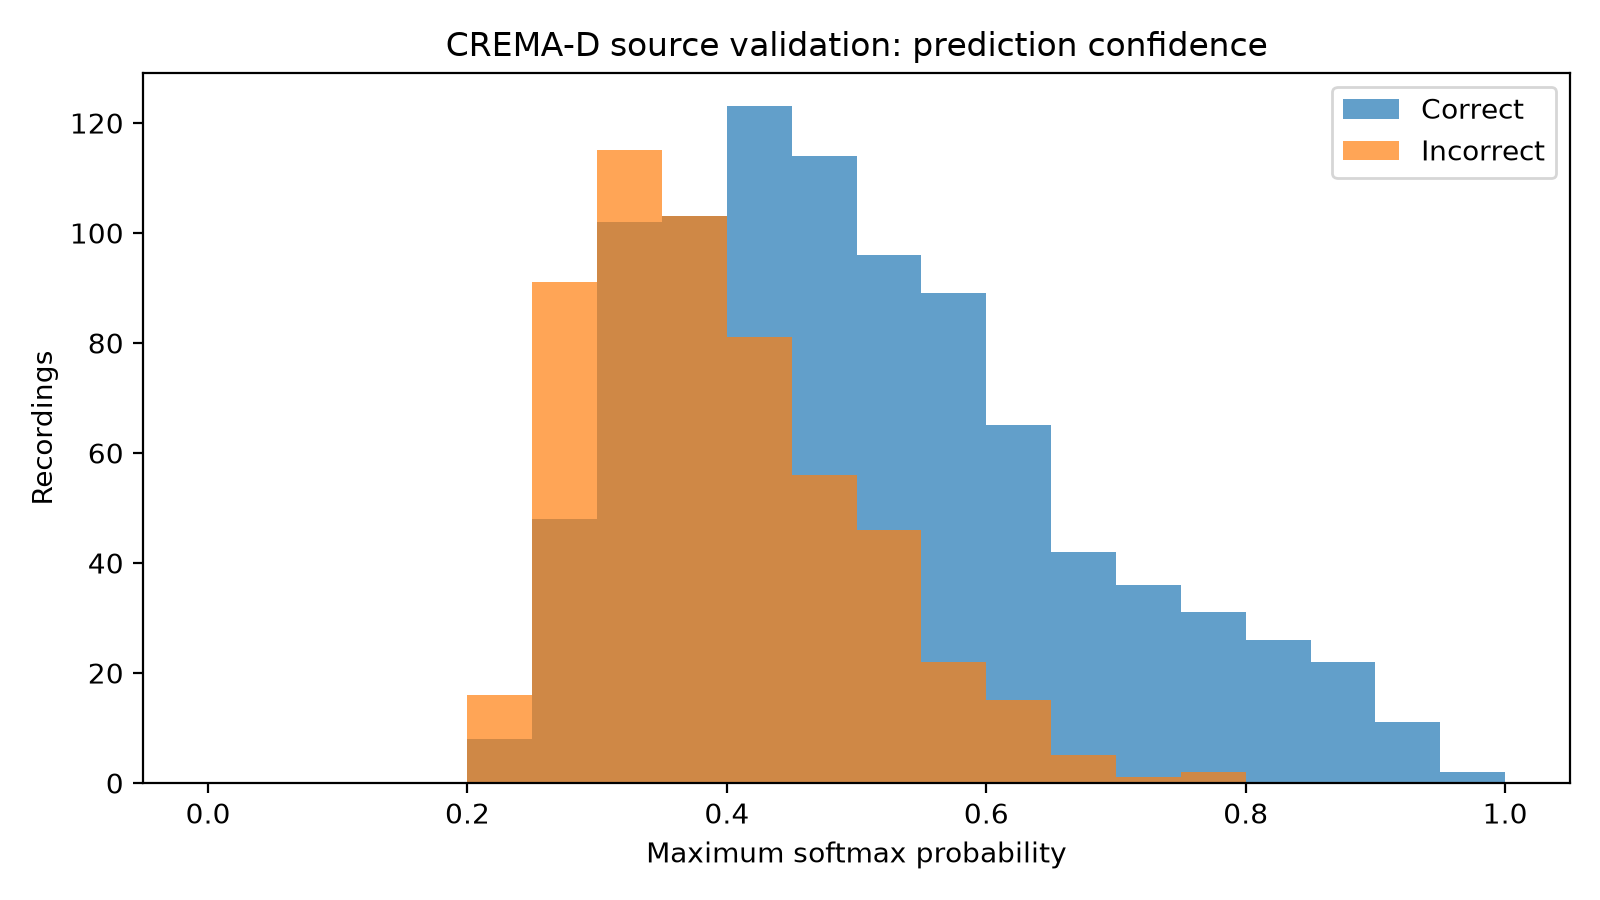 CREMA-D source validation: prediction confidence
Correct
Incorrect
120
100
80
60
40
20
0
Recordings
0.0 0.2 0.4 0.6 0.8 1.0
Maximum softmax probability